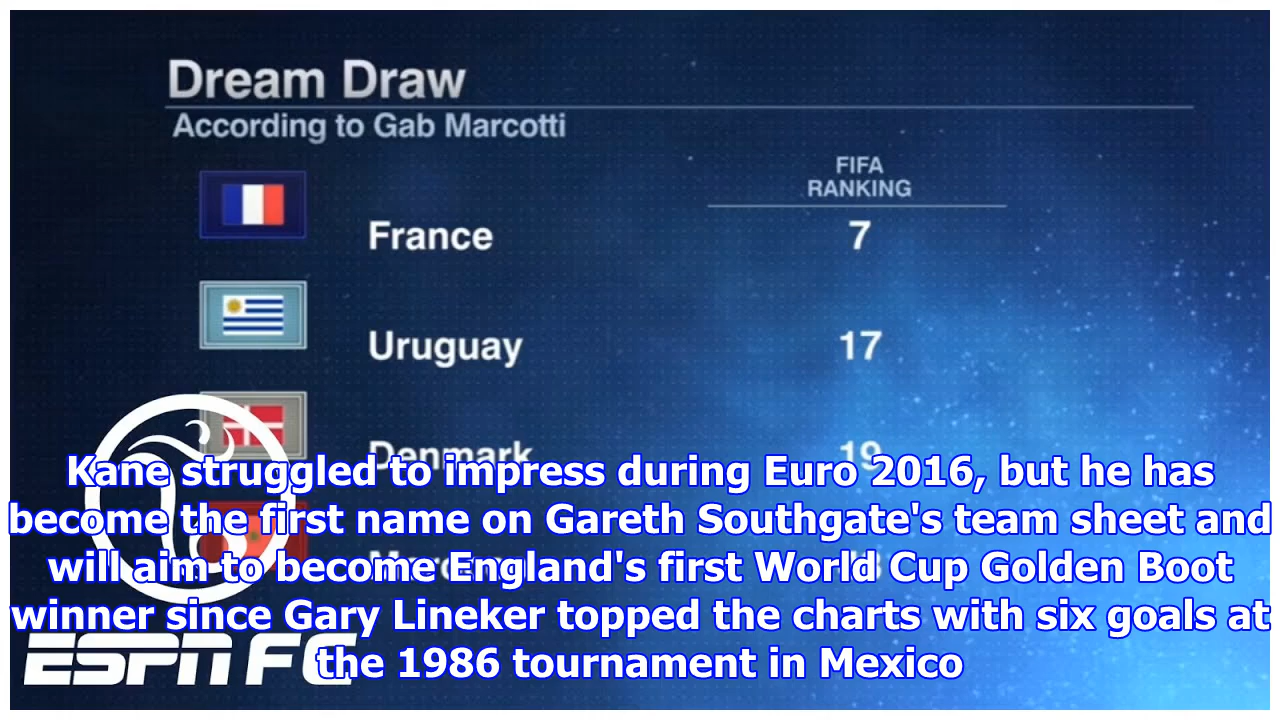 Dream Draw
According to Gab Marcotti
FIFA
RANKING
France 7
Uruguay 17
Denmark 19
Kane struggled to impress during Euro 2016, but he has
become the first name on Gareth Southgate's team sheet and
will aim to become England's first World Cup Golden Boot
winner since Gary Lineker topped the charts with six goals at
the 1986 tournament in Mexico
ESPN FC